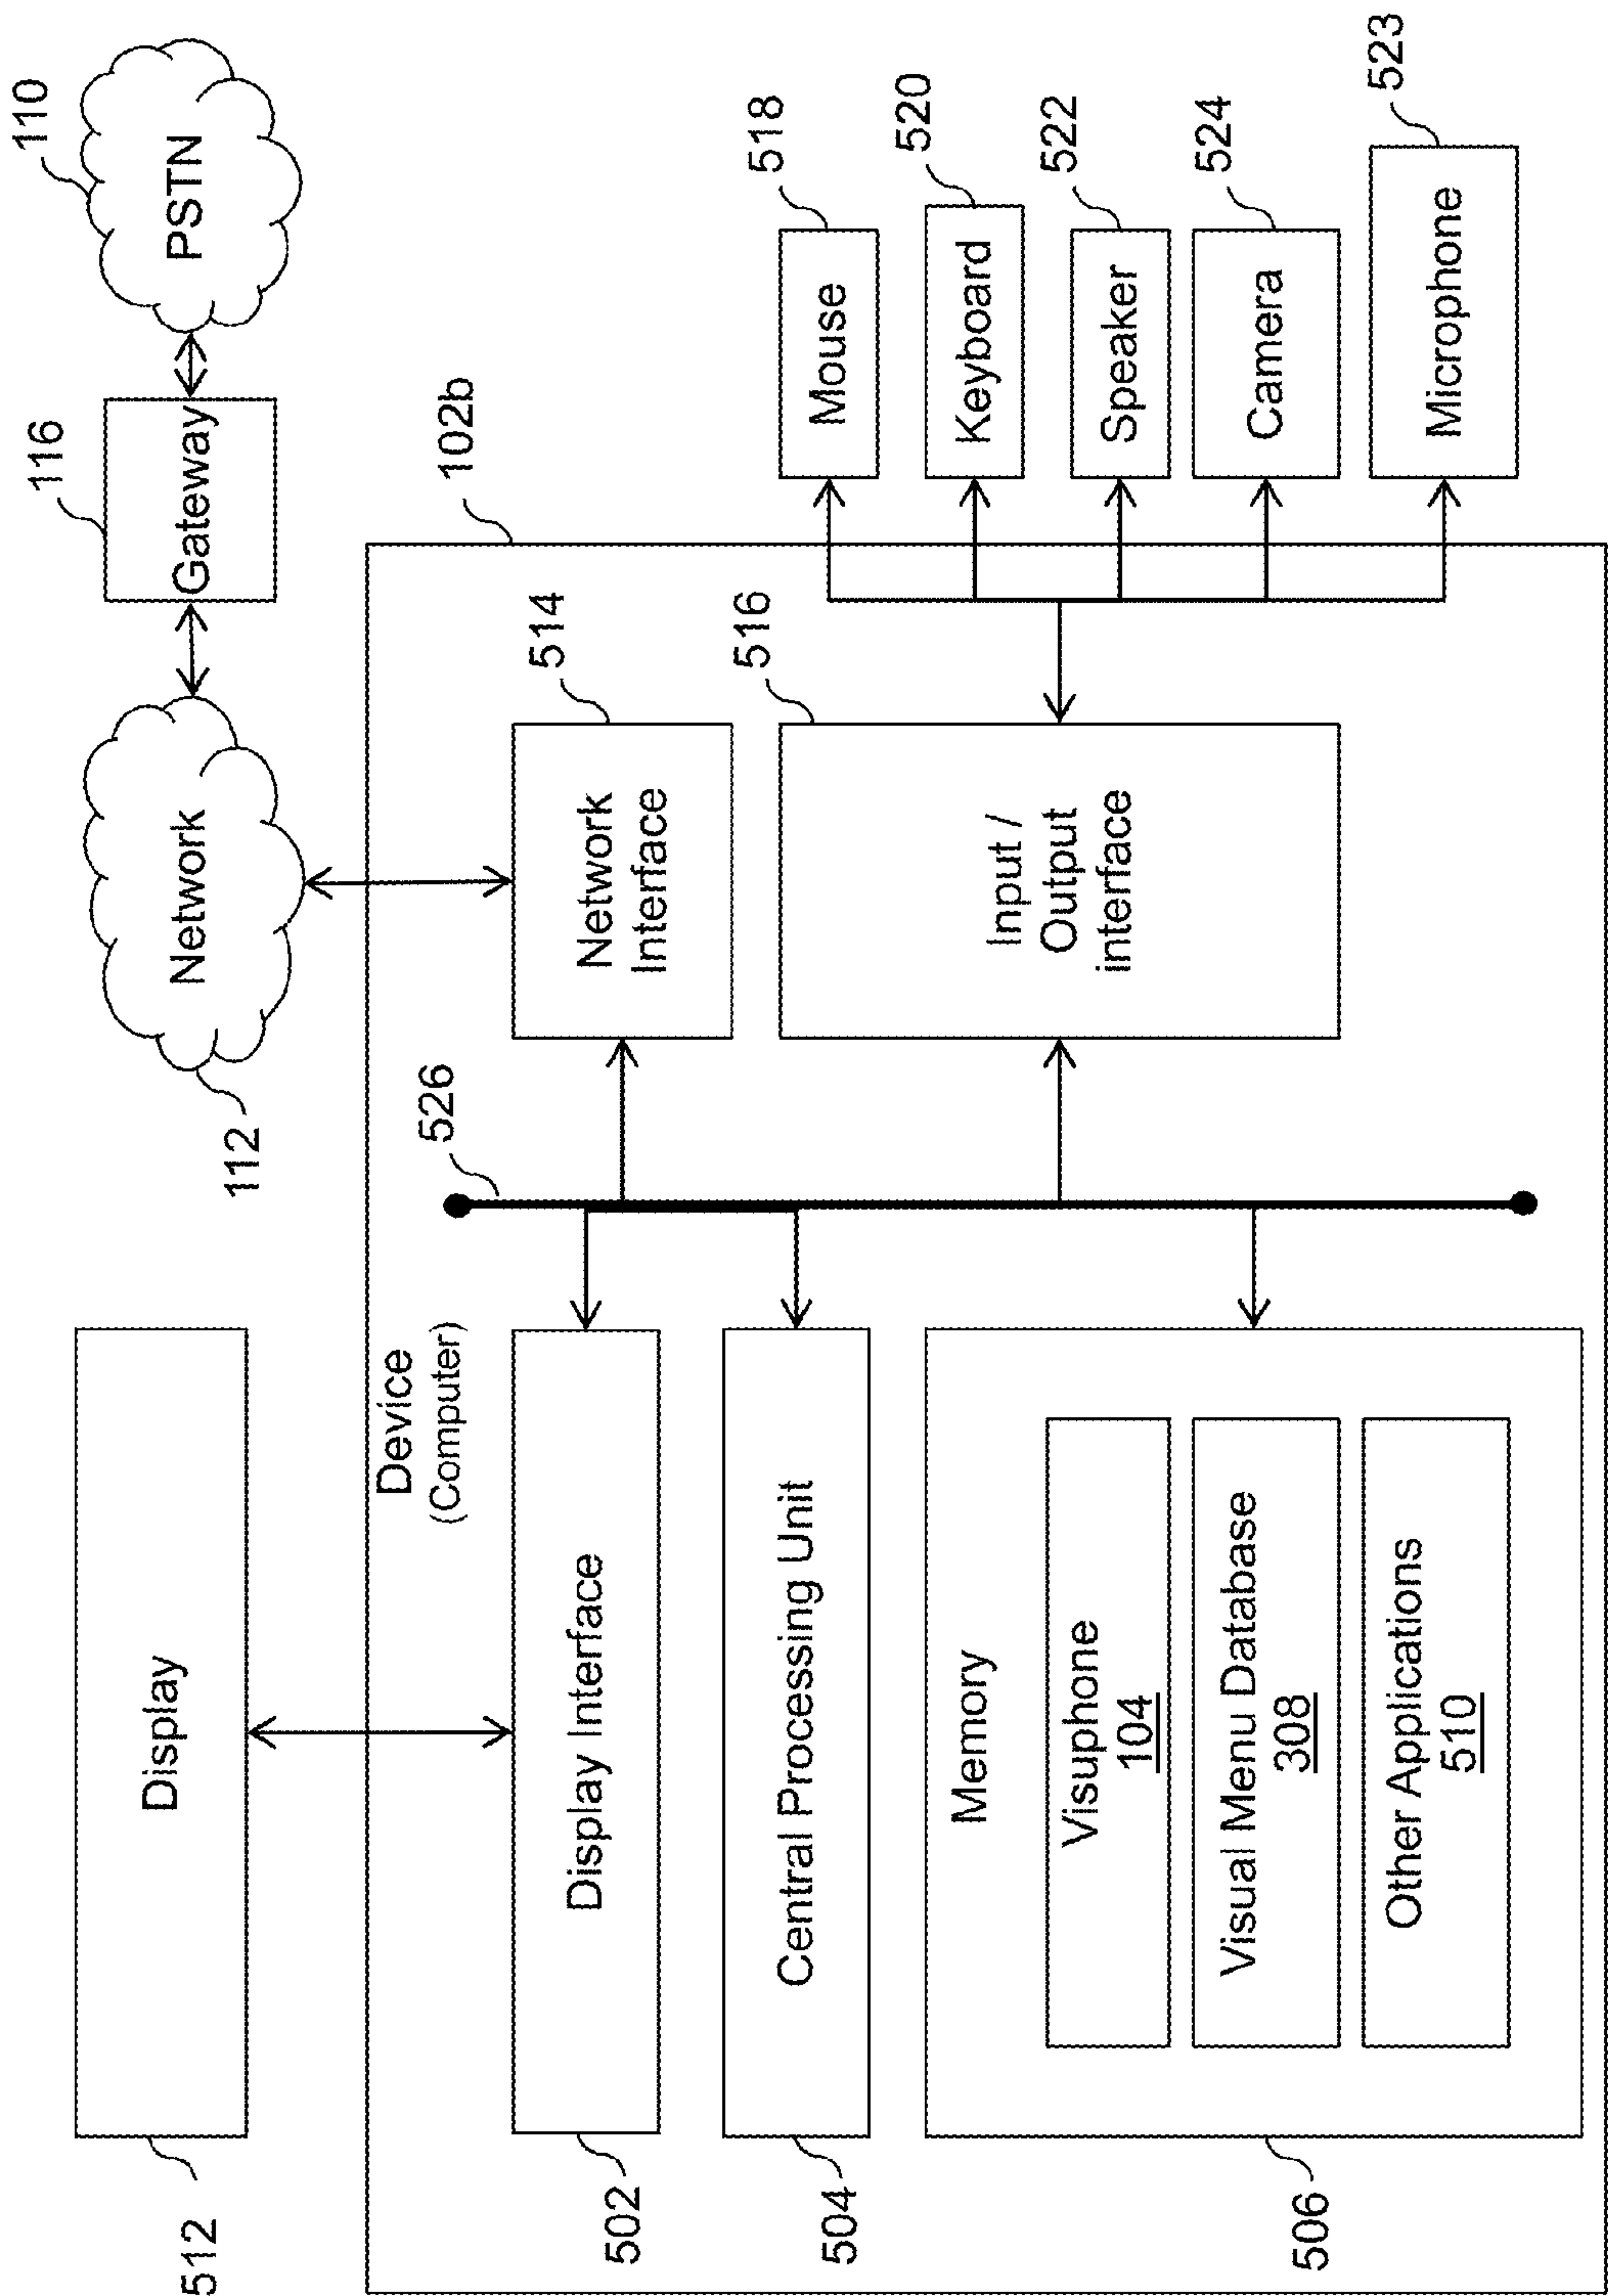 512
Display
112
Network
116
Gateway
110
PSTN
Device
(Computer)
102b
526
502
Display Interface
514
Network
Interface
504
Central Processing Unit
516
Input /
Output
interface
518
Mouse
520
Keyboard
522
Speaker
524
Camera
523
Microphone
506
Memory
Visuphone
104
Visual Menu Database
308
Other Applications
510